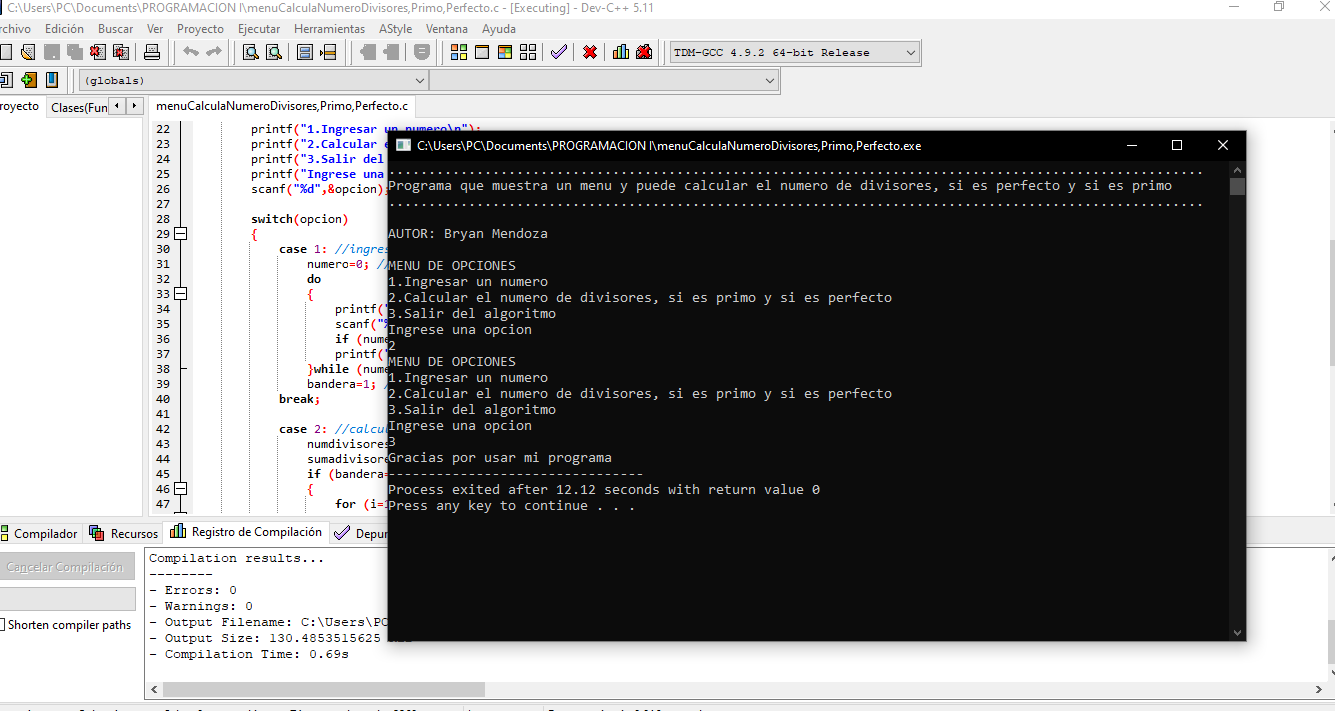 C:\Users\PC\Documents\PROGRAMACION I\menuCalculaNumeroDivisores,Primo,Perfecto.c - [Executing] - Dev-C++ 5.11
rchivo Edición Buscar Ver Proyecto Ejecutar Herramientas AStyle Ventana Ayuda
TDM-GCC 4.9.2 64-bit Release
(globals)
royecto Clases(Fun menuCalculaNumeroDivisores,Primo,Perfecto.c
22 printf("1.Ingresar un numero\n");
23 printf("2.Calcular e
24 printf("3.Salir del
25 printf("Ingrese una
26 scanf("%d",&opcion);
27
28 switch(opcion)
29 {
30 case 1: //ingres
31 numero=0; //
32 do
33 {
34 printf("
35 scanf("%
36 if (nume
37 printf("
38 }while (nume
39 bandera=1; /
40 break;
41
42 case 2: //calcu
43 numdivisores
44 sumadivisore
45 if (bandera=
46 {
47 for (i=1
C:\Users\PC\Documents\PROGRAMACION I\menuCalculaNumeroDivisores,Primo,Perfecto.exe
Programa que muestra un menu y puede calcular el numero de divisores, si es perfecto y si es primo
AUTOR: Bryan Mendoza
MENU DE OPCIONES
1.Ingresar un numero
2.Calcular el numero de divisores, si es primo y si es perfecto
3.Salir del algoritmo
Ingrese una opcion
2
MENU DE OPCIONES
1.Ingresar un numero
2.Calcular el numero de divisores, si es primo y si es perfecto
3.Salir del algoritmo
Ingrese una opcion
3
Gracias por usar mi programa
--------------------------------
Process exited after 12.12 seconds with return value 0
Press any key to continue . . .
Compilador Recursos Registro de Compilación Depur
Cancelar Compilación
Shorten compiler paths
Compilation results...
--------
- Errors: 0
- Warnings: 0
- Output Filename: C:\Users\PC
- Output Size: 130.4853515625
- Compilation Time: 0.69s